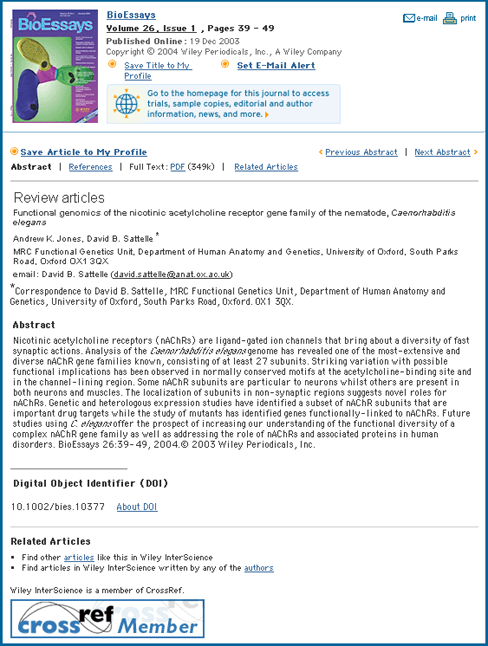 BioEssays
BioEssays
Volume 26, Issue 1 , Pages 39 - 49
Published Online: 19 Dec 2003
Copyright © 2004 Wiley Periodicals, Inc., A Wiley Company
e-mail print
Save Title to My Profile
Set E-Mail Alert
Go to the homepage for this journal to access
trials, sample copies, editorial and author
information, news, and more.
Save Article to My Profile
Previous Abstract | Next Abstract
Abstract | References | Full Text: PDF (349k) | Related Articles
Review articles
Functional genomics of the nicotinic acetylcholine receptor gene family of the nematode, Caenorhabditis
elegans
Andrew K. Jones, David B. Sattelle *
MRC Functional Genetics Unit, Department of Human Anatomy and Genetics, University of Oxford, South Parks
Road, Oxford OX1 3QX
email: David B. Sattelle (david.sattelle@anat.ox.ac.uk)
*Correspondence to David B. Sattelle, MRC Functional Genetics Unit, Department of Human Anatomy and
Genetics, University of Oxford, South Park Road, Oxford. OX1 3QX.
Abstract
Nicotinic acetylcholine receptors (nAChRs) are ligand-gated ion channels that bring about a diversity of fast
synaptic actions. Analysis of the Caenorhabditis elegans genome has revealed one of the most-extensive and
diverse nAChR gene families known, consisting of at least 27 subunits. Striking variation with possible
functional implications has been observed in normally conserved motifs at the acetylcholine-binding site and
in the channel-lining region. Some nAChR subunits are particular to neurons whilst others are present in
both neurons and muscles. The localization of subunits in non-synaptic regions suggests novel roles for
nAChRs. Genetic and heterologous expression studies have identified a subset of nAChR subunits that are
important drug targets while the study of mutants has identified genes functionally-linked to nAChRs. Future
studies using C. elegans offer the prospect of increasing our understanding of the functional diversity of a
complex nAChR gene family as well as addressing the role of nAChRs and associated proteins in human
disorders. BioEssays 26:39-49, 2004.© 2003 Wiley Periodicals, Inc.
Digital Object Identifier (DOI)
10.1002/bies.10377 About DOI
Related Articles
Find other articles like this in Wiley InterScience
Find articles in Wiley InterScience written by any of the authors
Wiley InterScience is a member of CrossRef.
crossref
Member